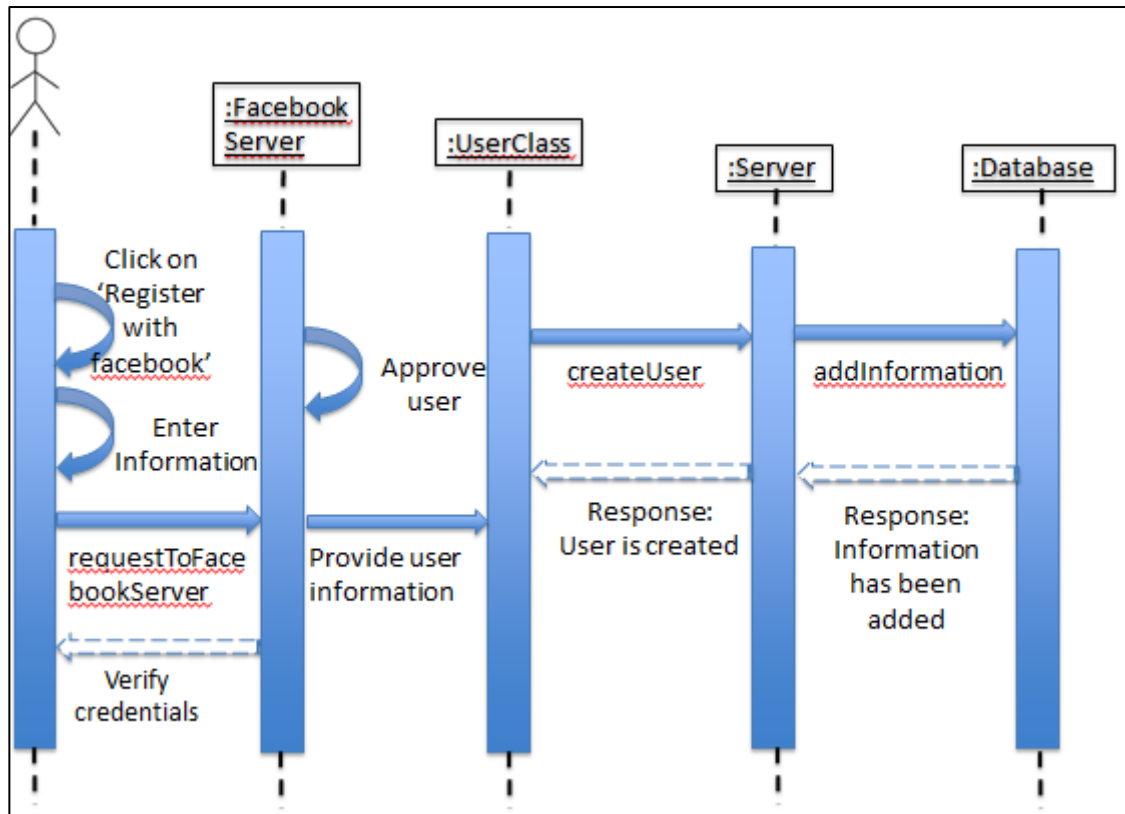 :Facebook
Server
:UserClass
:Server
:Database
Click on
‘Register
with
facebook’
Enter
Information
requestToFace
bookServer
Verify
credentials
Approve
user
Provide user
information
createUser
Response:
User is created
addInformation
Response:
Information
has been
added